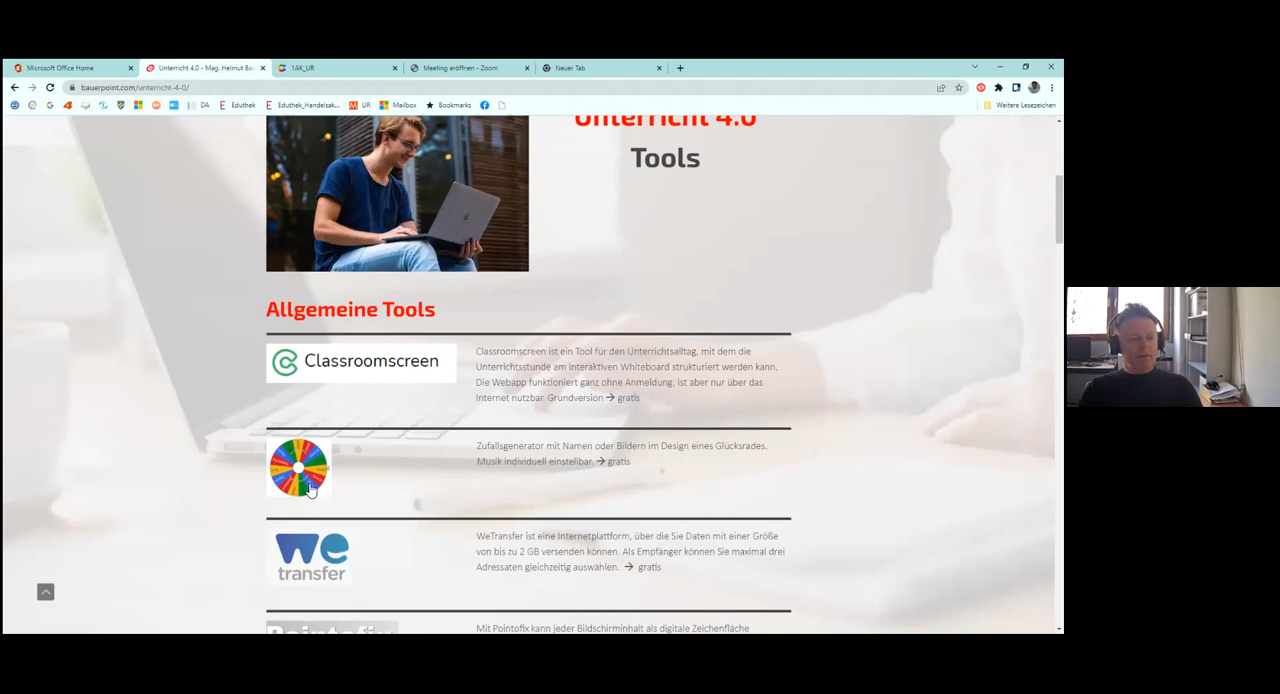 Microsoft Office Home
Unterricht 4.0 - Mag. Helmut Ba
1AK_UR
Meeting eröffnen - Zoom
Neuer Tab
bauerpoint.com/unterricht-4-0/
DA
Eduthek
Eduthek_Handelsak...
UR
Mailbox
Bookmarks
Weitere Lesezeichen
Unterricht 4.0
Tools
Allgemeine Tools
Classroomscreen
Classroomscreen ist ein Tool für den Unterrichtsalltag, mit dem die
Unterrichtsstunde am Interaktiven Whiteboard strukturiert werden kann.
Die Webapp funktioniert ganz ohne Anmeldung, ist aber nur über das
Internet nutzbar. Grundversion → gratis
Zufallsgenerator mit Namen oder Bildern im Design eines Glücksrades.
Musik individuell einstellbar. → gratis
we
transfer
WeTransfer ist eine Internetplattform, über die Sie Daten mit einer Größe
von bis zu 2 GB versenden können. Als Empfänger können Sie maximal drei
Adressaten gleichzeitig auswählen. → gratis
Pointofix
Mit Pointofix kann jeder Bildschirminhalt als digitale Zeichenfläche